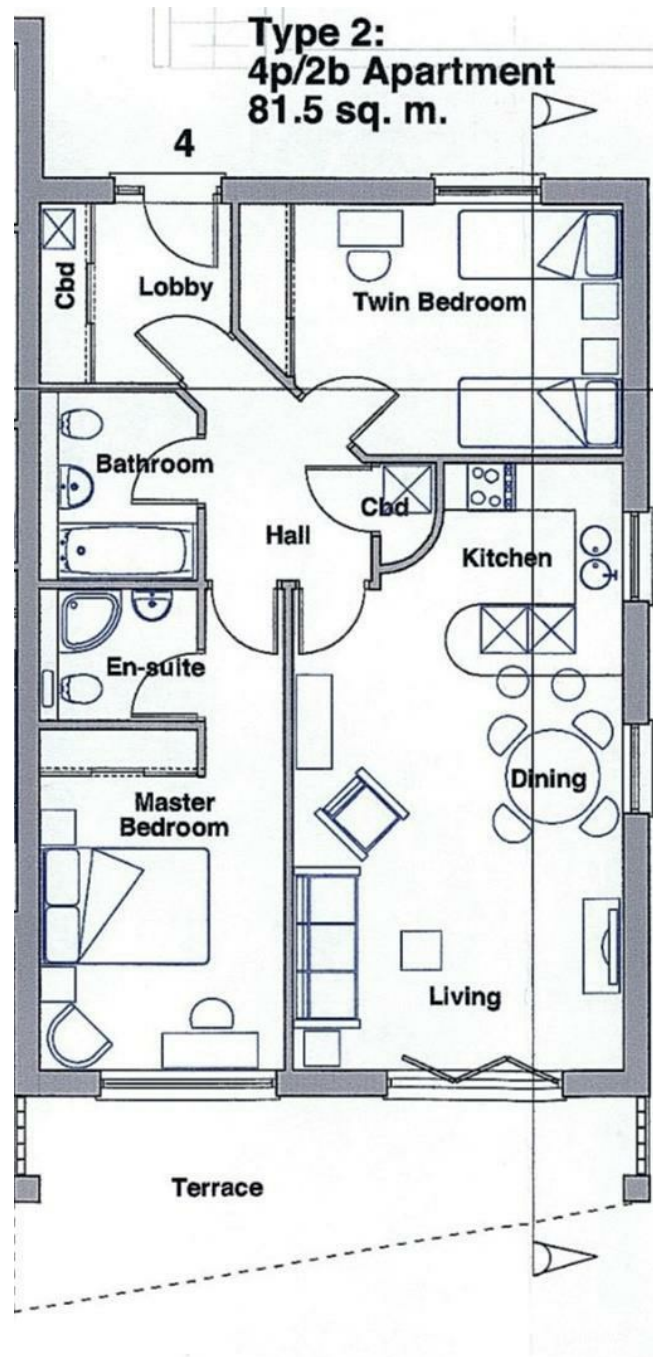 Type 2:
4p/2b Apartment
81.5 sq. m.
4
Cbd
Lobby
Twin Bedroom
Bathroom
Cbd
Hall
Kitchen
En-suite
Dining
Master
Bedroom
Living
Terrace